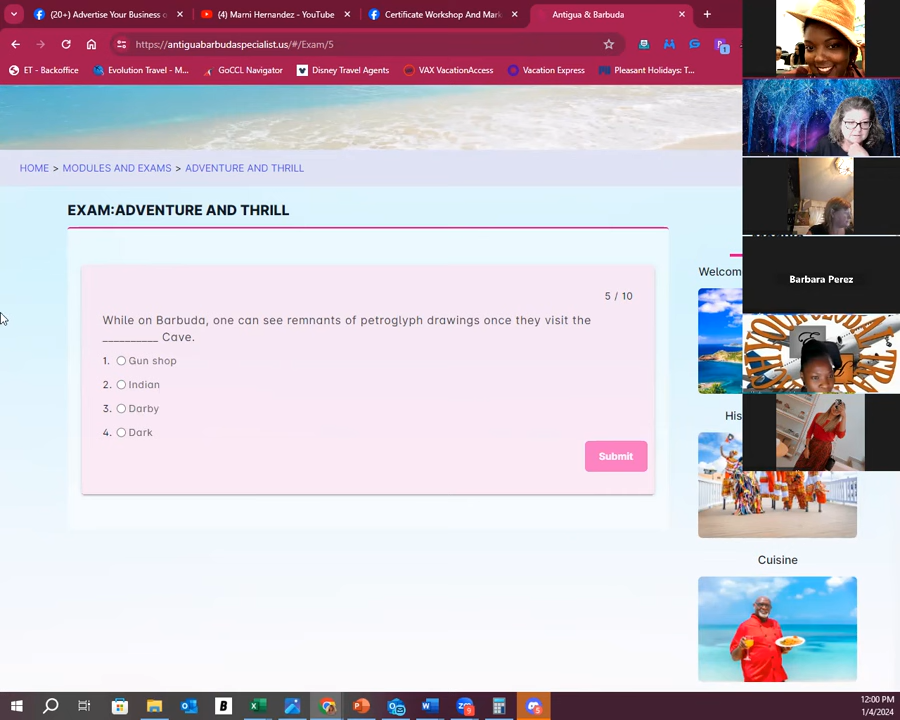 (20+) Advertise Your Business o
(4) Marni Hernandez - YouTube
Certificate Workshop And Mark
Antigua & Barbuda
https://antiguabarbudaspecialist.us/#/Exam/5
1
ET - Backoffice
Evolution Travel - M...
GoCCL Navigator
Disney Travel Agents
VAX VacationAccess
Vacation Express
Pleasant Holidays: T...
HOME > MODULES AND EXAMS > ADVENTURE AND THRILL
EXAM:ADVENTURE AND THRILL
5 / 10
While on Barbuda, one can see remnants of petroglyph drawings once they visit the
__________ Cave.
1. Gun shop
2. Indian
3. Darby
4. Dark
Submit
Welcom
His
Cuisine
Barbara Perez
12:00 PM
1/4/2024